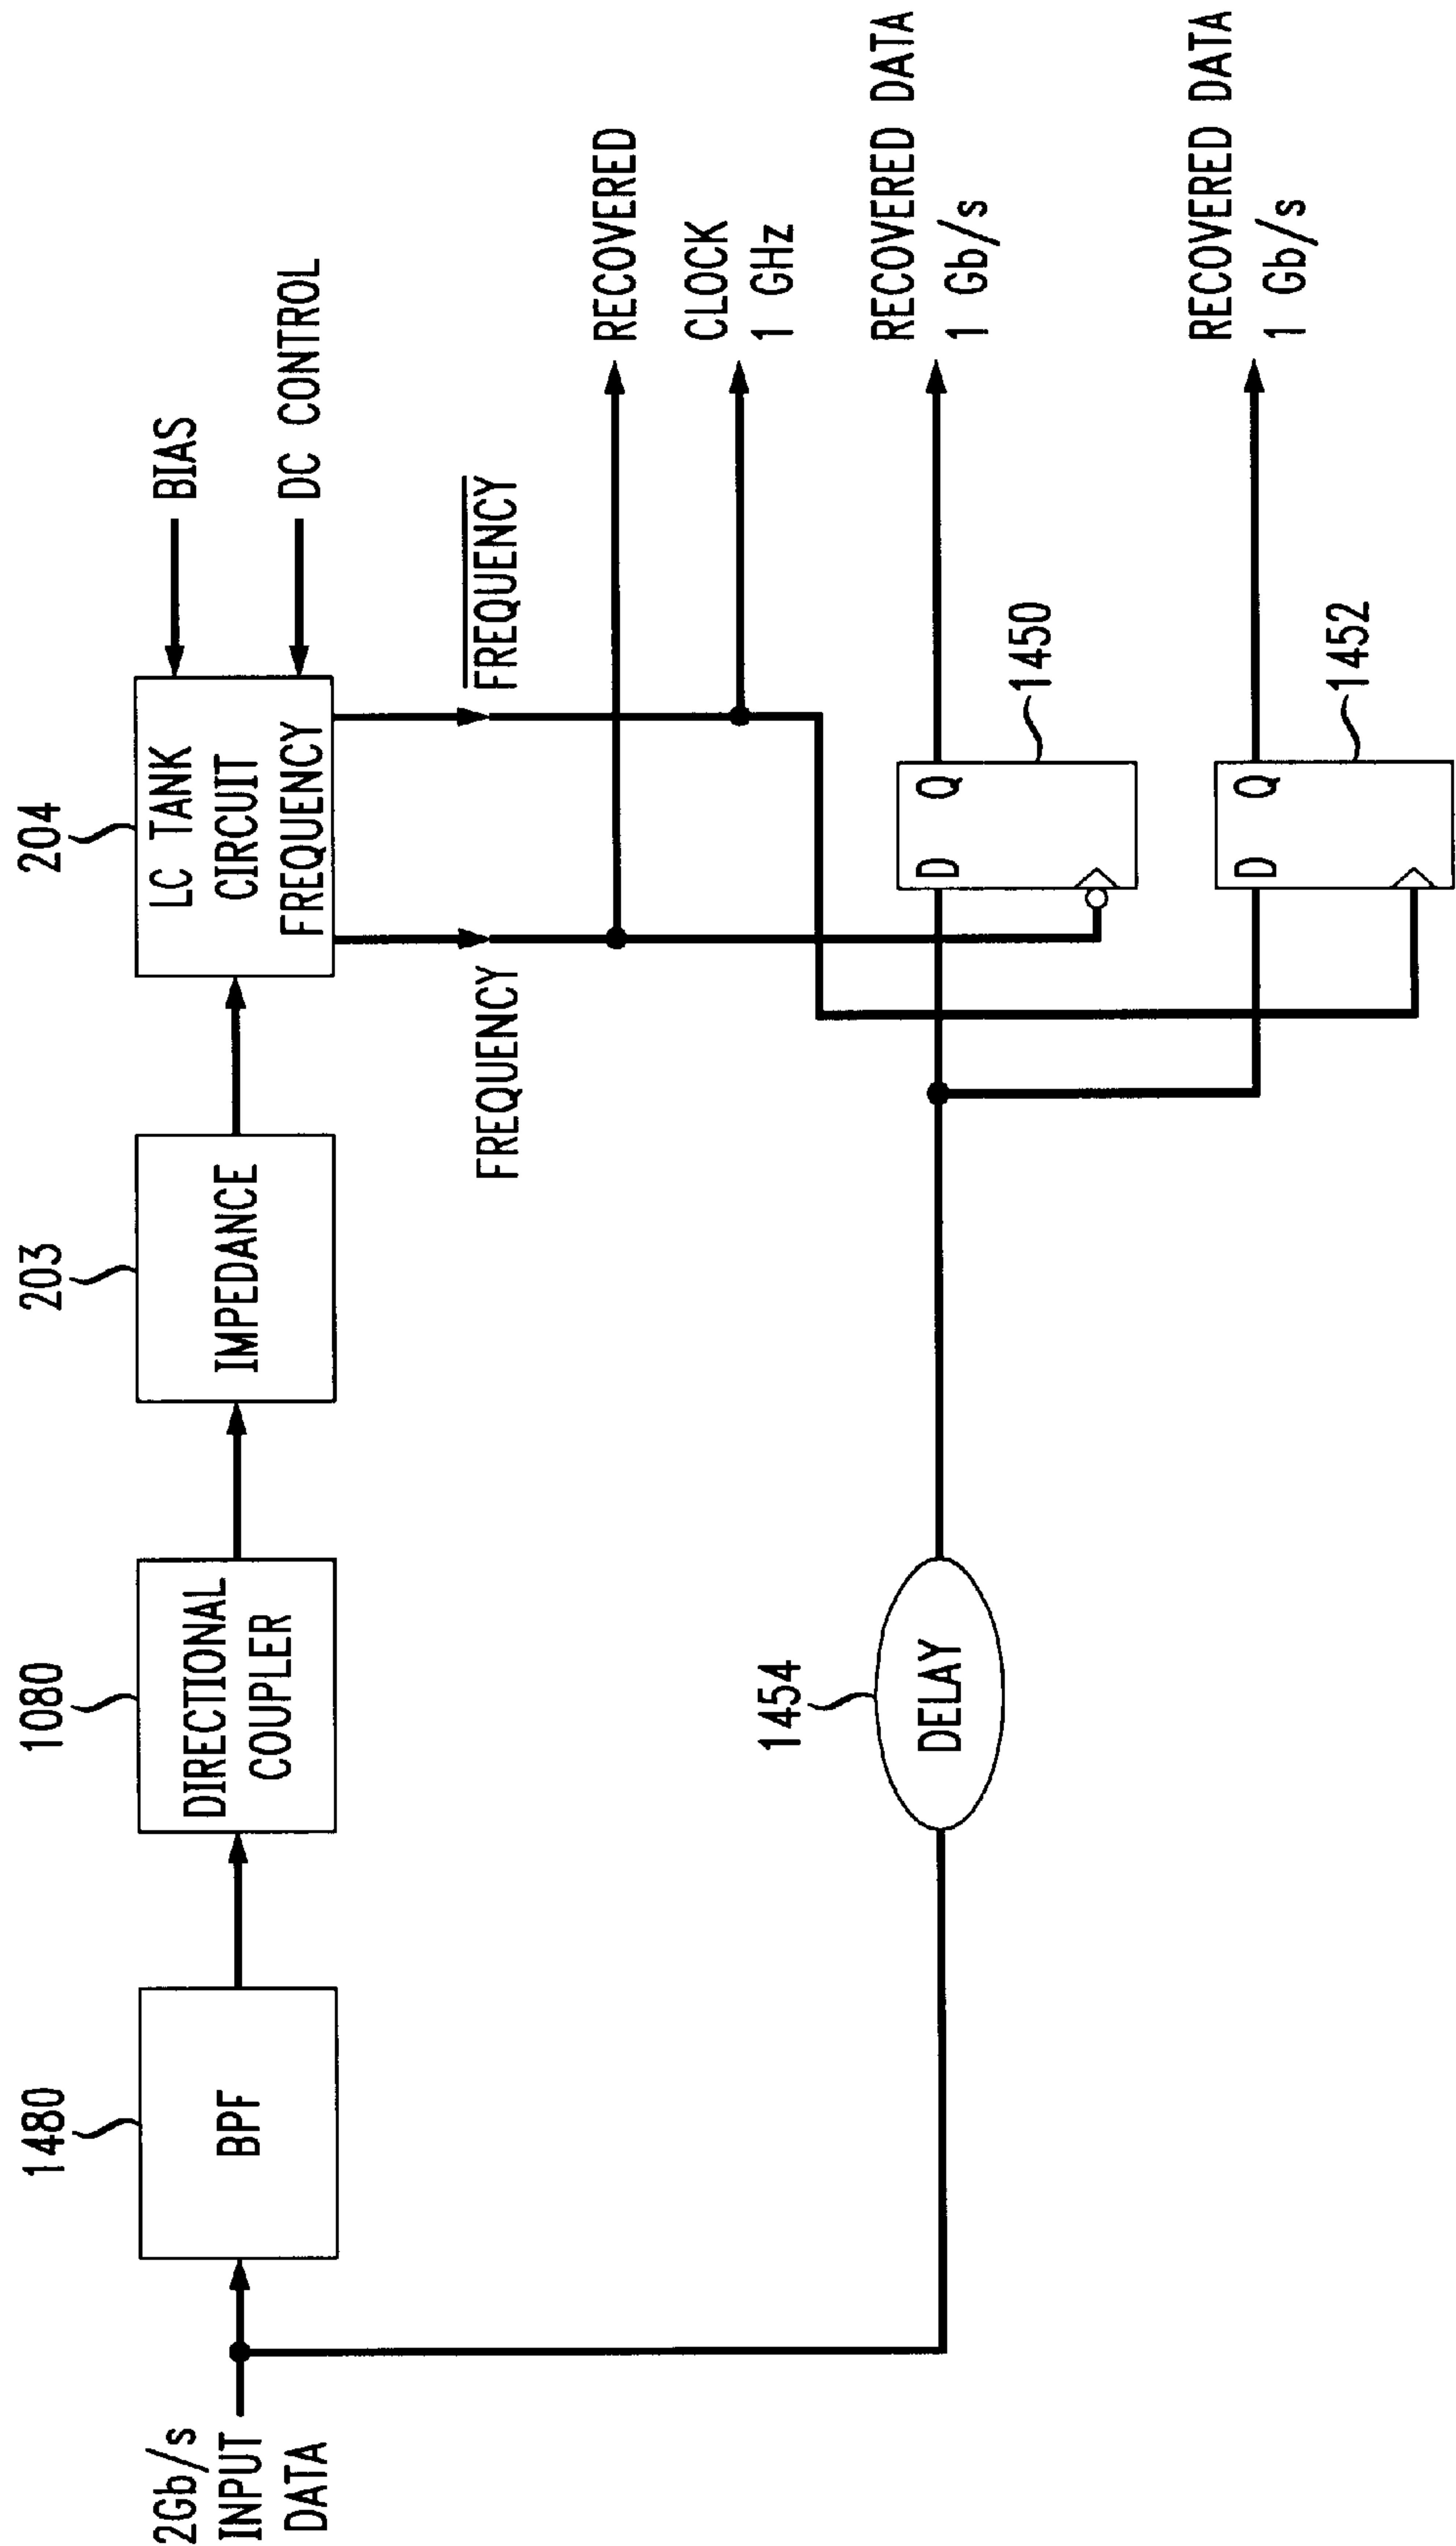 2Gb/s
INPUT
DATA
1480
BPF
1080
DIRECTIONAL
COUPLER
203
IMPEDANCE
204
LC TANK
CIRCUIT
FREQUENCY
BIAS
DC CONTROL
FREQUENCY
FREQUENCY
RECOVERED
CLOCK
1 GHz
1454
DELAY
D Q
1450
RECOVERED DATA
1 Gb/s
D Q
1452
RECOVERED DATA
1 Gb/s